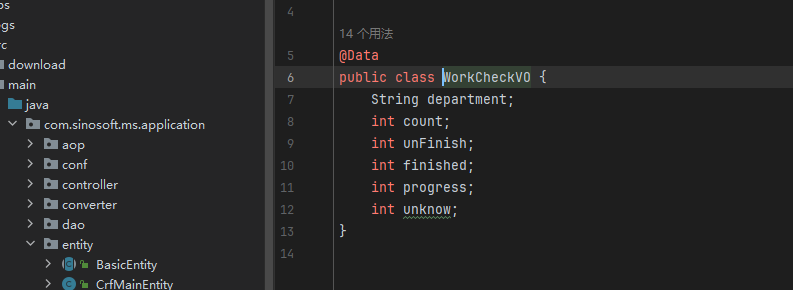 ps
gs
rc
download
main
java
com.sinosoft.ms.application
aop
conf
controller
converter
dao
entity
BasicEntity
CrfMainEntity
4
14 个用法
5 @Data
6 public class WorkCheckVO {
7 String department;
8 int count;
9 int unFinish;
10 int finished;
11 int progress;
12 int unknow;
13 }
14